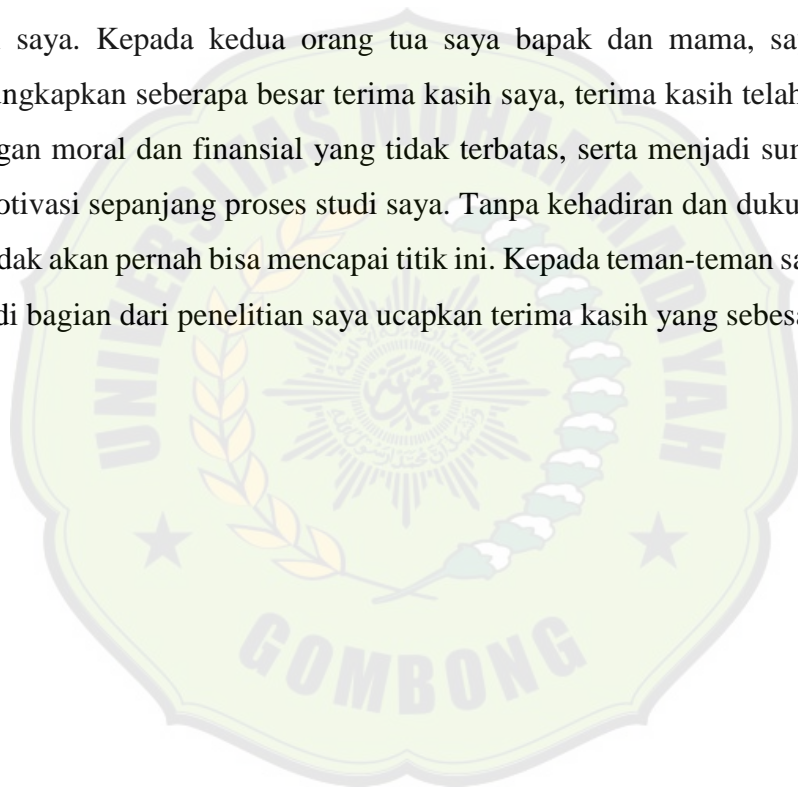 saya. Kepada kedua orang tua saya bapak dan mama, sa
ungkapkan seberapa besar terima kasih saya, terima kasih telah
gan moral dan finansial yang tidak terbatas, serta menjadi sum
otivasi sepanjang proses studi saya. Tanpa kehadiran dan duku
dak akan pernah bisa mencapai titik ini. Kepada teman-teman sa
di bagian dari penelitian saya ucapkan terima kasih yang sebesa
UNIVERSITAS MUHAMMADIYAH
GOMBONG